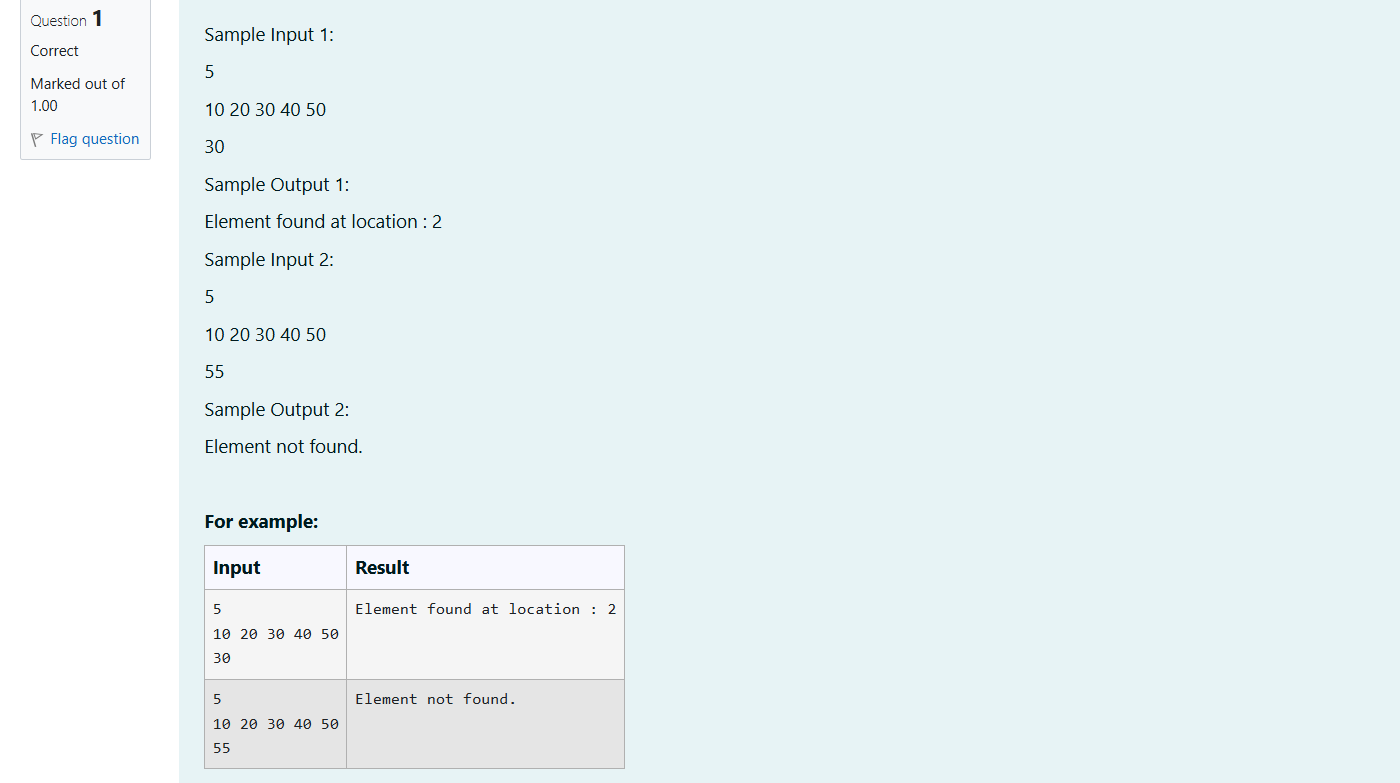 Question 1
Correct
Marked out of
1.00
Flag question
Sample Input 1:
5
10 20 30 40 50
30
Sample Output 1:
Element found at location : 2
Sample Input 2:
5
10 20 30 40 50
55
Sample Output 2:
Element not found.
For example:
Input Result
5 Element found at location : 2
10 20 30 40 50
30
5 Element not found.
10 20 30 40 50
55